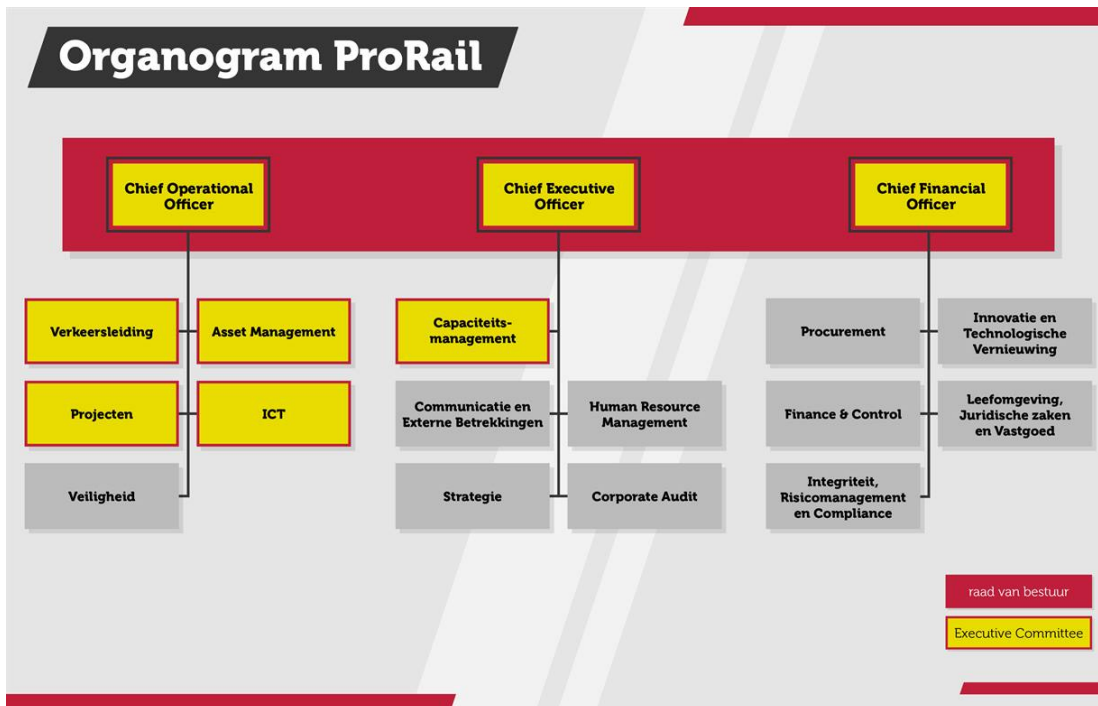 Organogram ProRail
Chief Operational
Officer
Chief Executive
Officer
Chief Financial
Officer
Verkeersleiding
Asset Management
Projecten
ICT
Veiligheid
Capaciteits-
management
Communicatie en
Externe Betrekkingen
Human Resource
Management
Strategie
Corporate Audit
Procurement
Innovatie en
Technologische
Vernieuwing
Finance & Control
Leefomgeving,
Juridische zaken
en Vastgoed
Integriteit,
Risicomanagement
en Compliance
raad van bestuur
Executive Committee